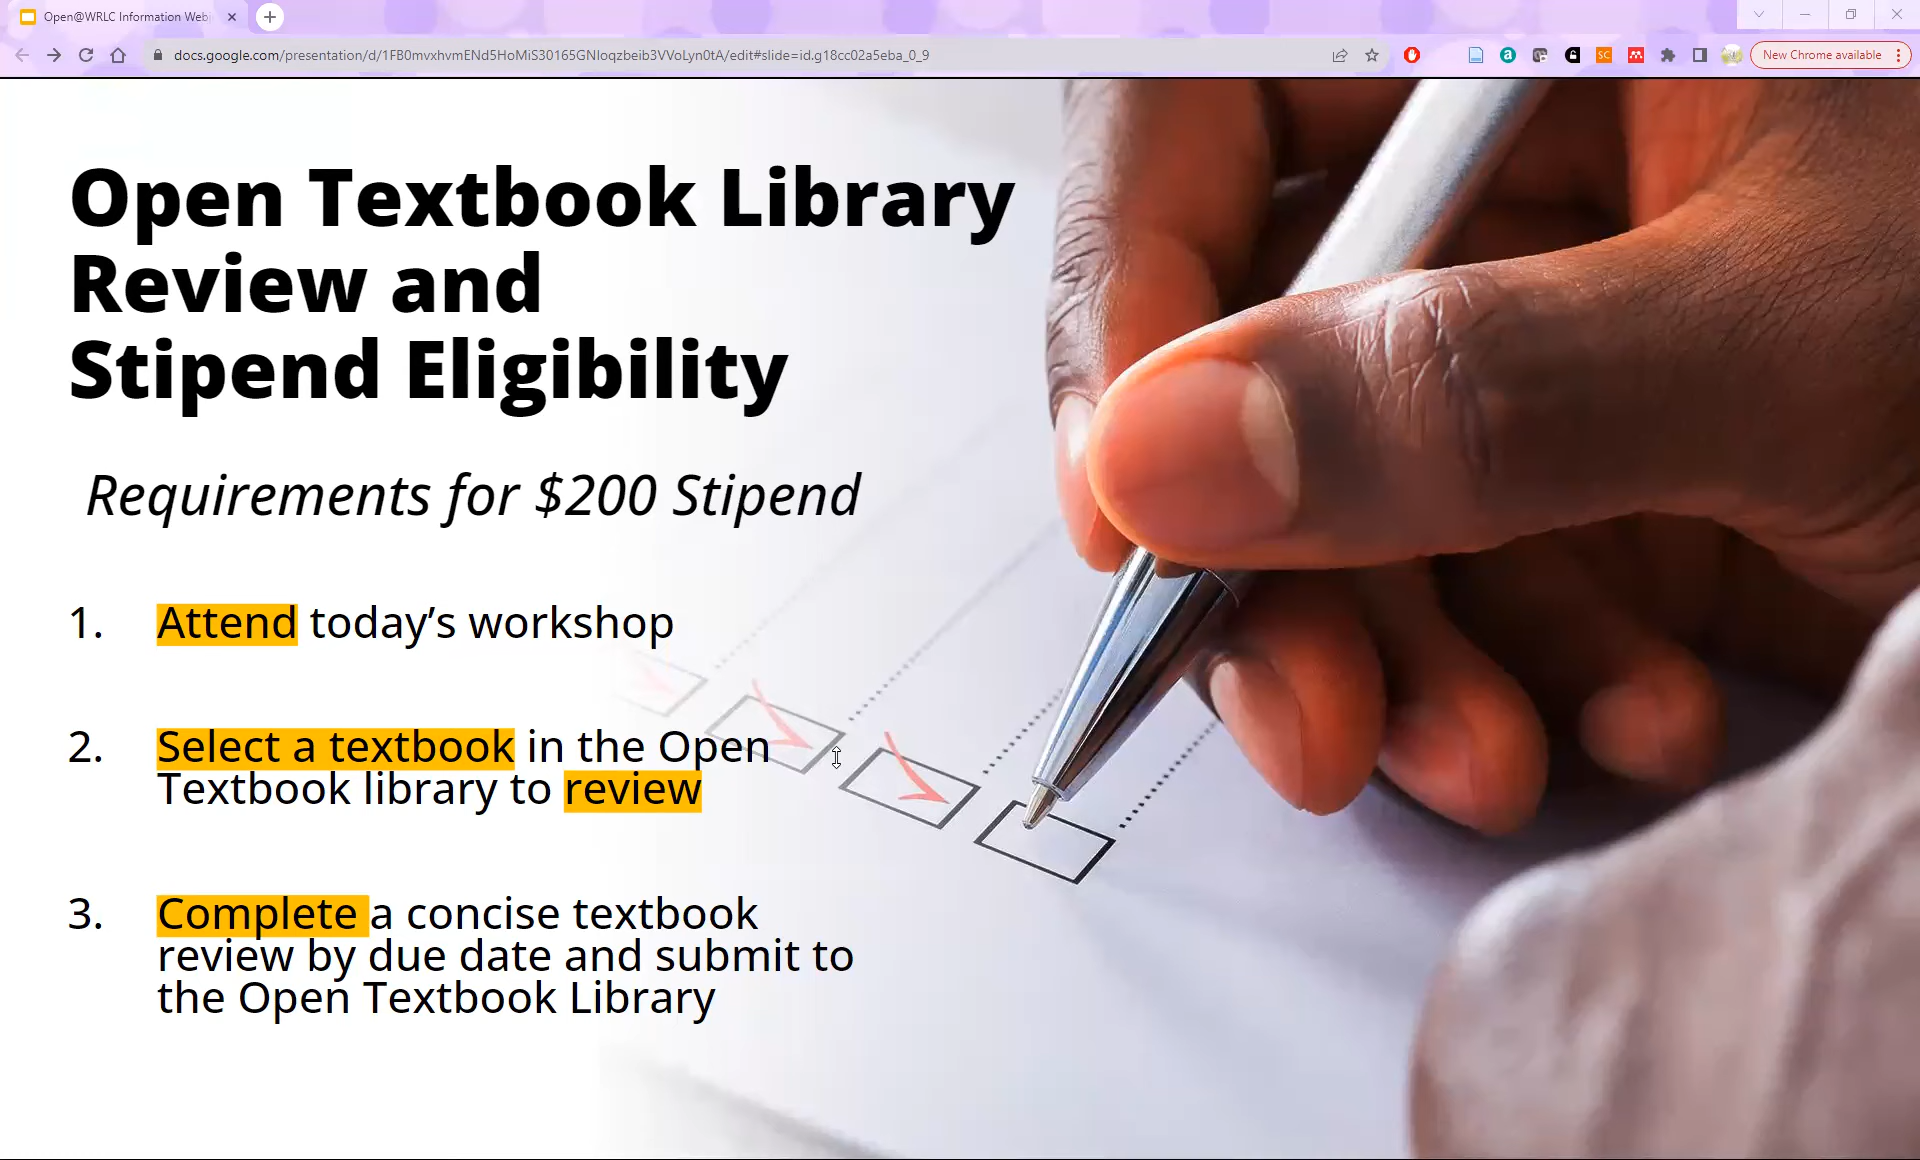 Open@WRLC Information Web
docs.google.com/presentation/d/1FB0mvxhvmENd5HoMiS30165GNIoqzbeib3VVoLyn0tA/edit#slide=id.g18cc02a5eba_0_9
SC
New Chrome available
Open Textbook Library
Review and
Stipend Eligibility
Requirements for $200 Stipend
1. Attend today’s workshop
2. Select a textbook in the Open
Textbook library to review
3. Complete a concise textbook
review by due date and submit to
the Open Textbook Library